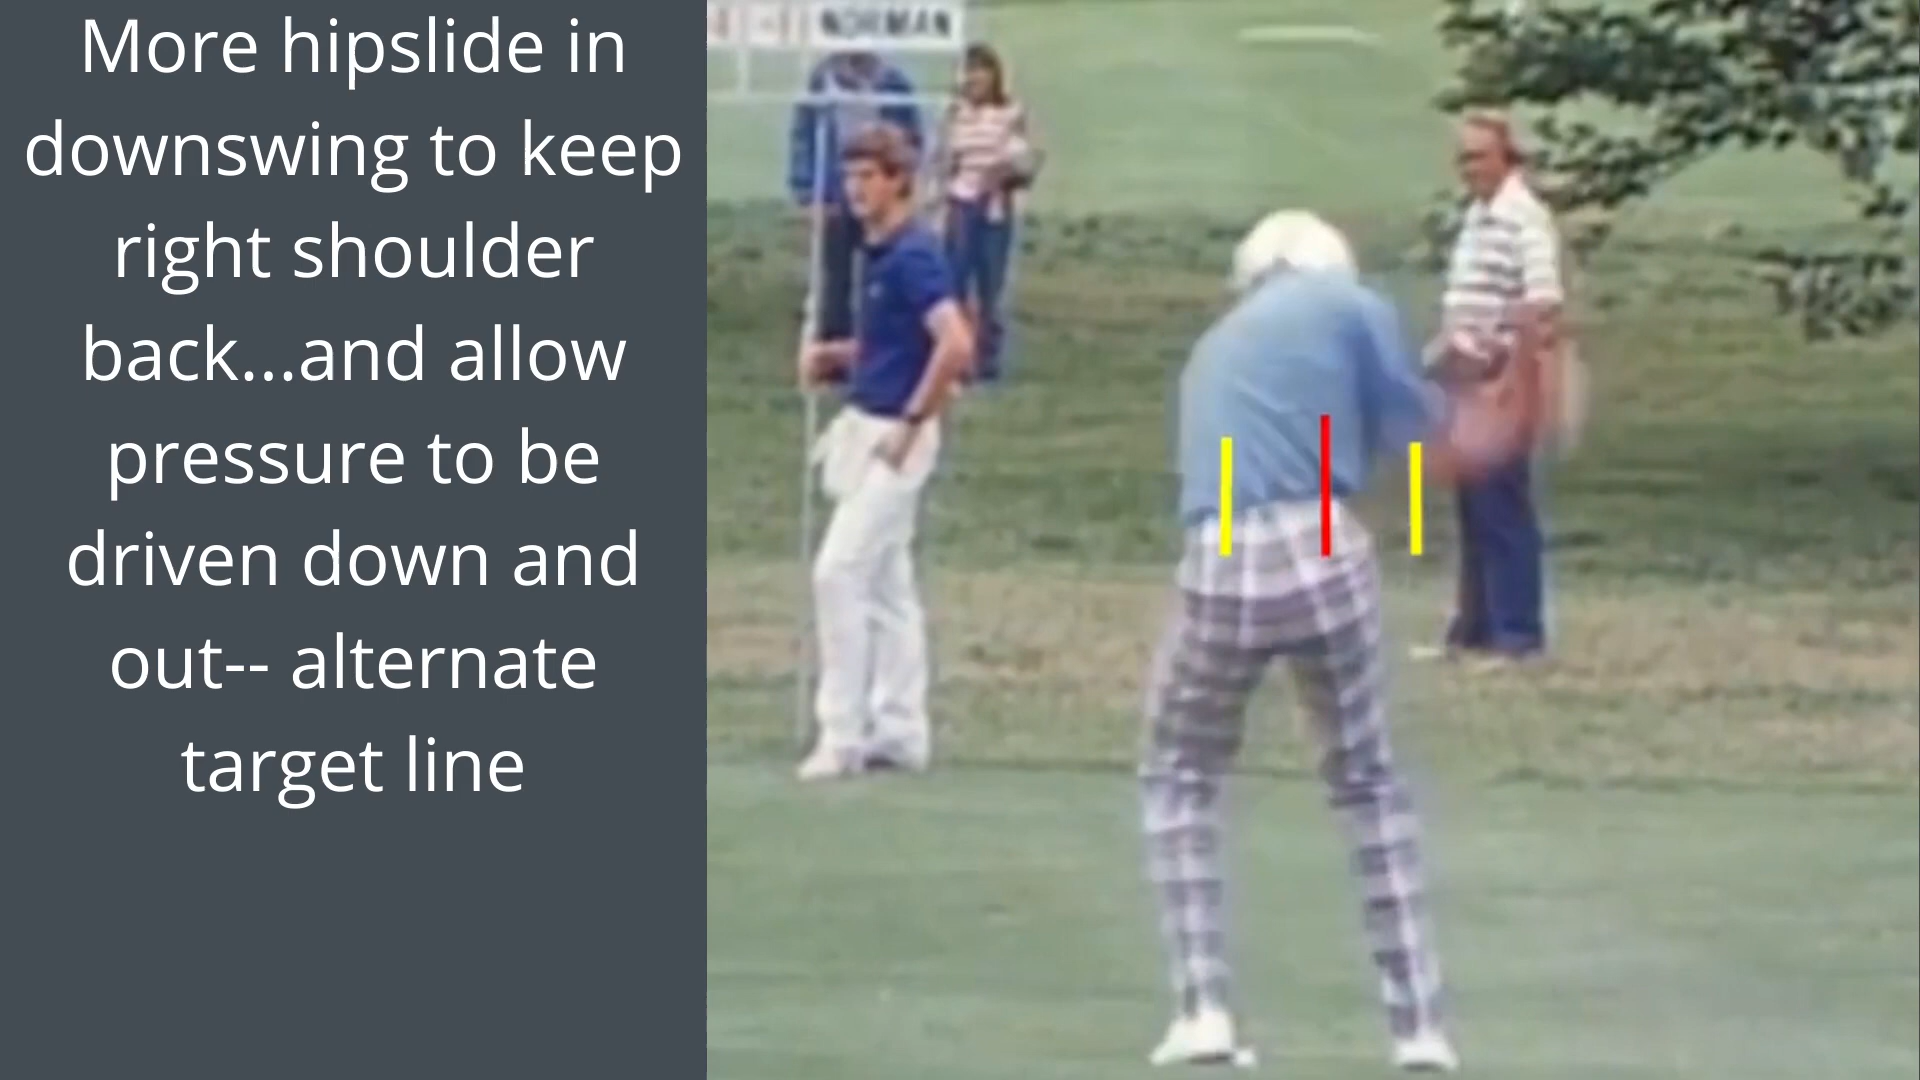 More hipslide in
downswing to keep
right shoulder
back...and allow
pressure to be
driven down and
out-- alternate
target line
NORMAN